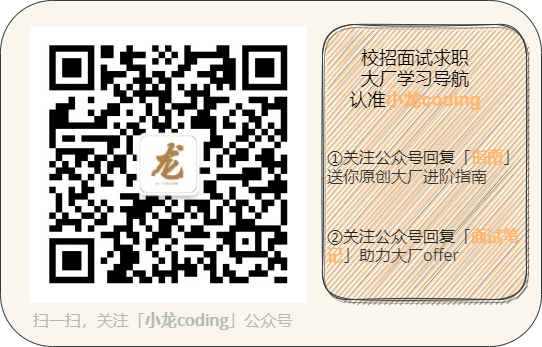 龙
校招面试求职
大厂学习导航
认准小龙coding
①关注公众号回复「指南」
送你原创大厂进阶指南
②关注公众号回复「面试笔
记」助力大厂offer
扫一扫，关注「小龙coding」公众号